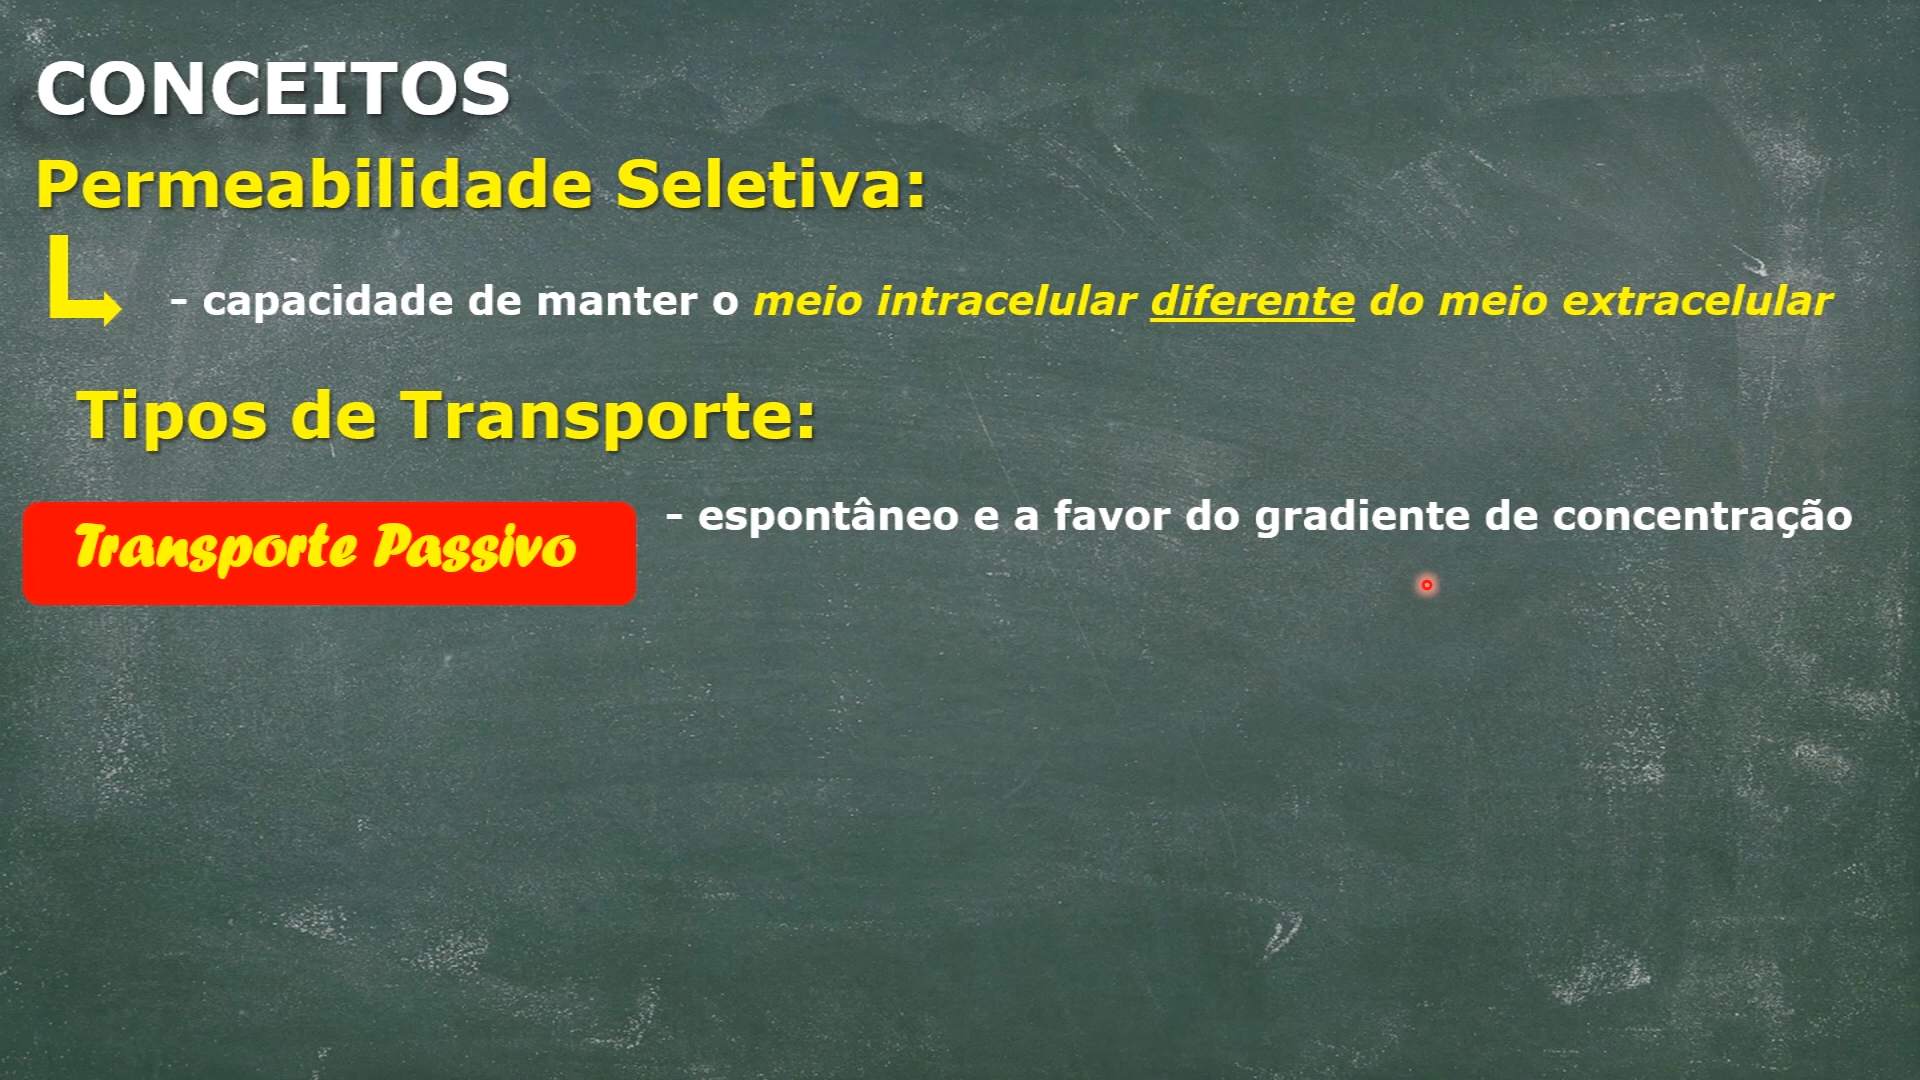 CONCEITOS
Permeabilidade Seletiva:
- capacidade de manter o meio intracelular diferente do meio extracelular
Tipos de Transporte:
Transporte Passivo
- espontâneo e a favor do gradiente de concentração